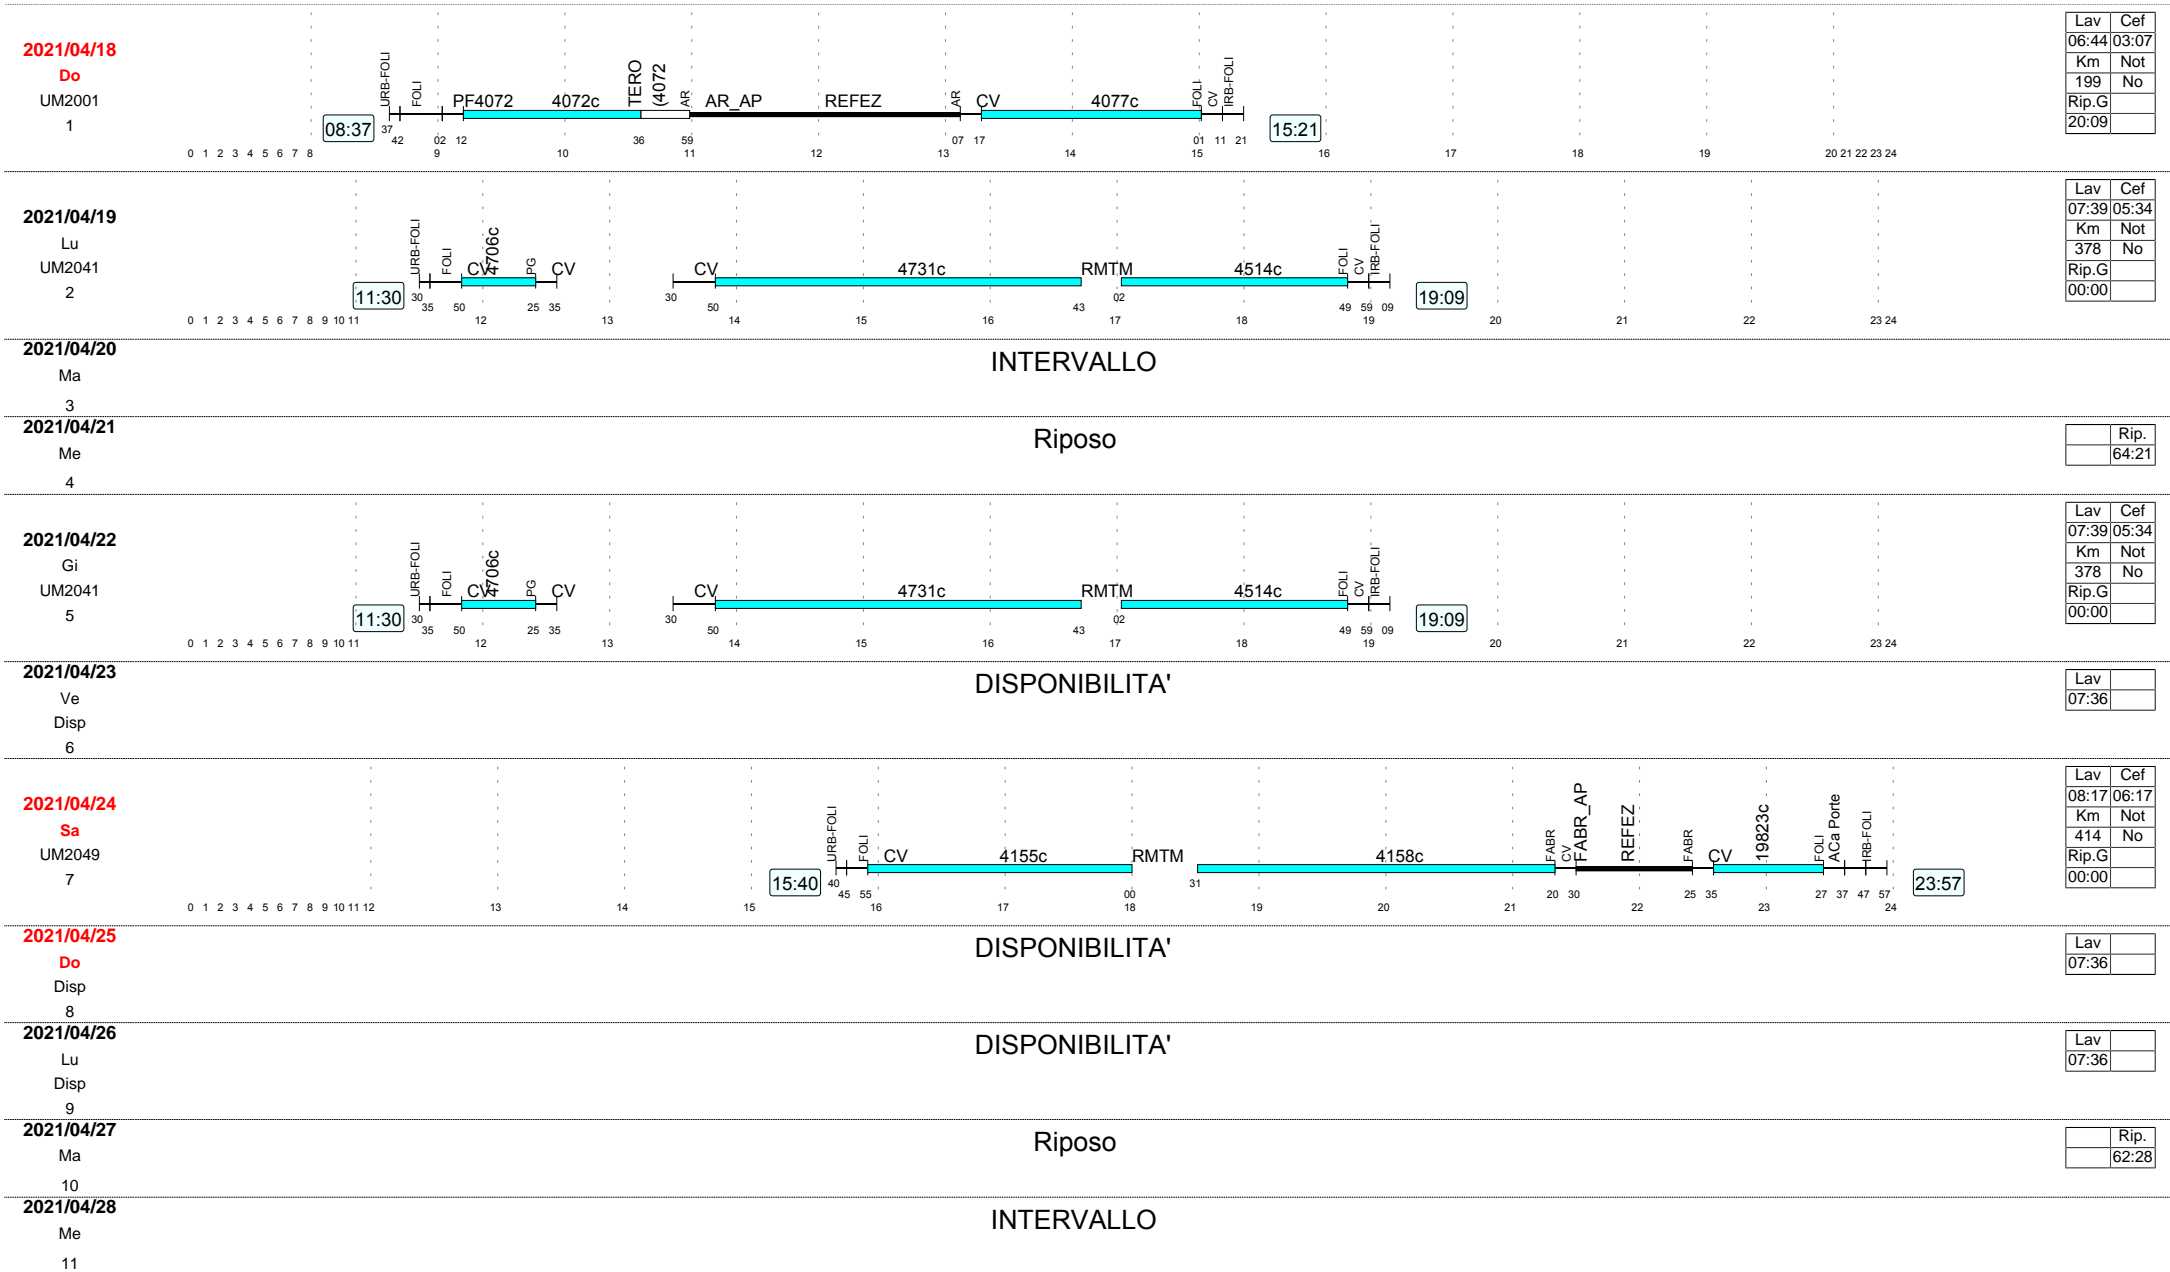 2021/04/18
Do
UM2001
1
08:37
URB-FOLI FOLI PF4072 4072c TERO (4072 AR AR_AP REFEZ AR CV 4077c FOLI CV IRB-FOLI
37 42 02 12 36 59 07 17 01 11 21
15:21
0 1 2 3 4 5 6 7 8 9 10 11 12 13 14 15 16 17 18 19 20 21 22 23 24
Lav Cef
06:44 03:07
Km Not
199 No
Rip.G
20:09
2021/04/19
Lu
UM2041
2
11:30
URB-FOLI FOLI CV 4706c PG CV CV 4731c RMTM 4514c FOLI CV IRB-FOLI
30 35 50 25 35 30 50 43 02 49 59 09
19:09
0 1 2 3 4 5 6 7 8 9 10 11 12 13 14 15 16 17 18 19 20 21 22 23 24
Lav Cef
07:39 05:34
Km Not
378 No
Rip.G
00:00
2021/04/20
Ma
3
INTERVALLO
2021/04/21
Me
4
Riposo
Rip.
64:21
2021/04/22
Gi
UM2041
5
11:30
URB-FOLI FOLI CV 4706c PG CV CV 4731c RMTM 4514c FOLI CV IRB-FOLI
30 35 50 25 35 30 50 43 02 49 59 09
19:09
0 1 2 3 4 5 6 7 8 9 10 11 12 13 14 15 16 17 18 19 20 21 22 23 24
Lav Cef
07:39 05:34
Km Not
378 No
Rip.G
00:00
2021/04/23
Ve
Disp
6
DISPONIBILITA'
Lav
07:36
2021/04/24
Sa
UM2049
7
15:40
URB-FOLI FOLI CV 4155c RMTM 4158c FABR CV FABR_AP REFEZ FABR CV 19823c FOLI ACa Porte IRB-FOLI
40 45 55 00 31 20 30 25 35 27 37 47 57
23:57
0 1 2 3 4 5 6 7 8 9 10 11 12 13 14 15 16 17 18 19 20 21 22 23 24
Lav Cef
08:17 06:17
Km Not
414 No
Rip.G
00:00
2021/04/25
Do
Disp
8
DISPONIBILITA'
Lav
07:36
2021/04/26
Lu
Disp
9
DISPONIBILITA'
Lav
07:36
2021/04/27
Ma
10
Riposo
Rip.
62:28
2021/04/28
Me
11
INTERVALLO